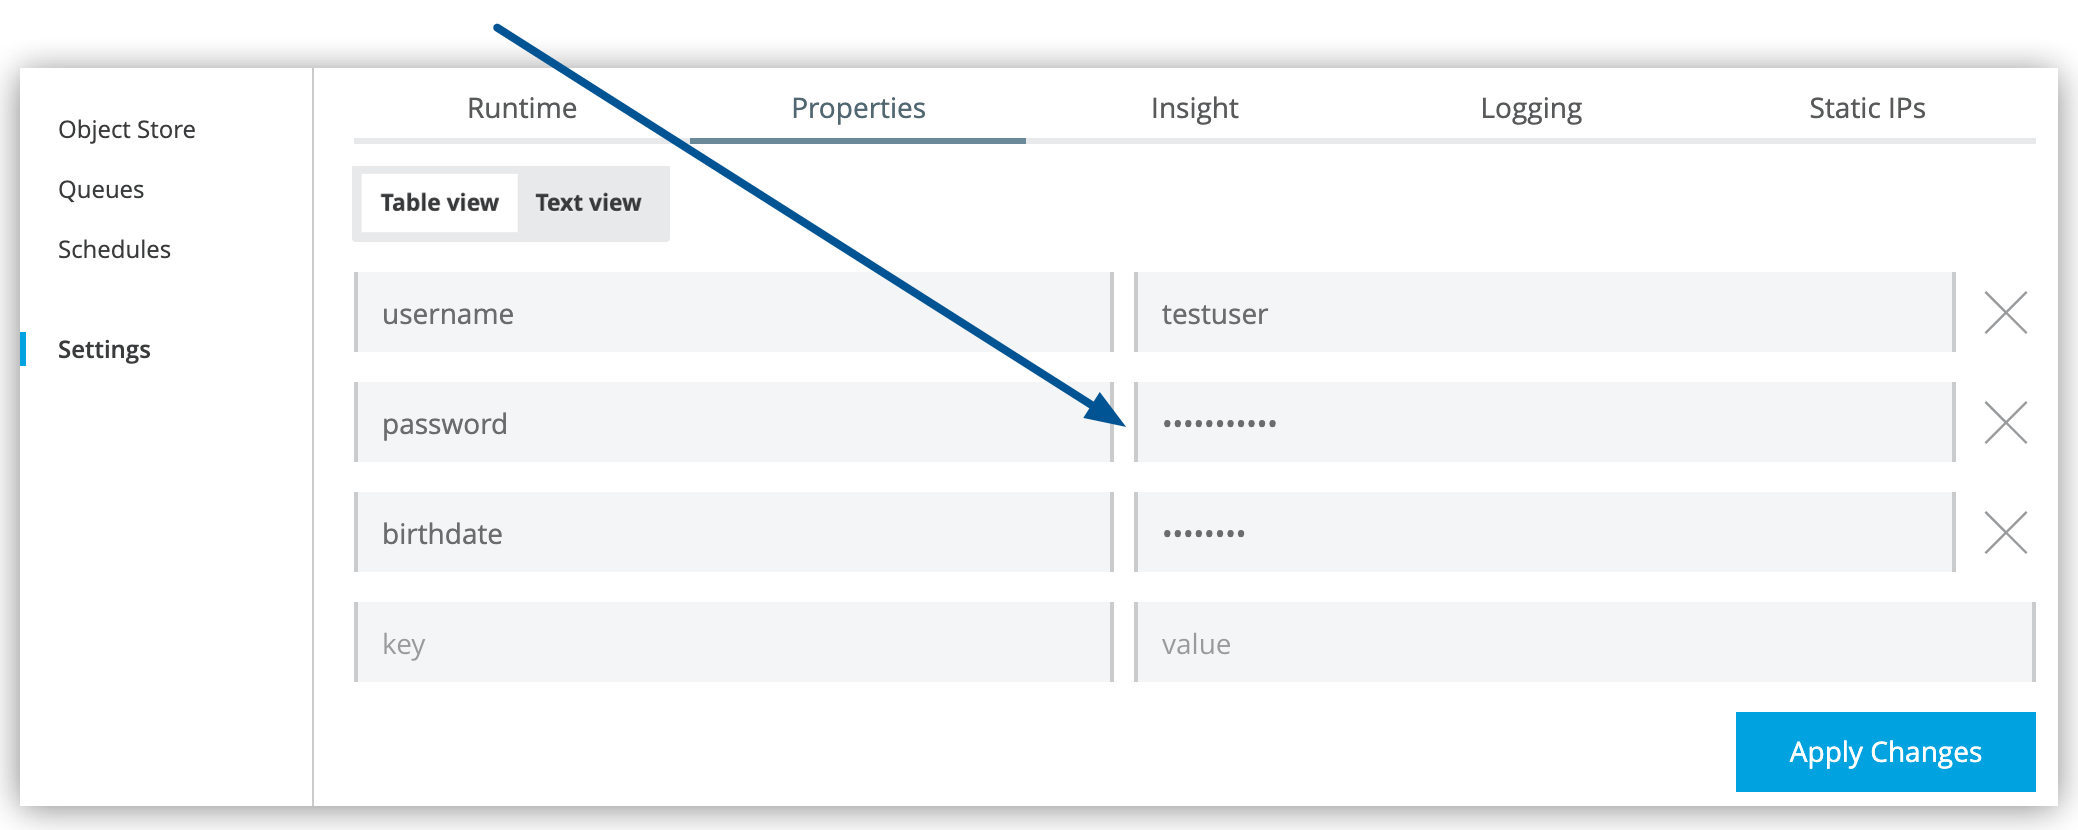 Object Store
Queues
Schedules
Settings
Runtime Properties Insight Logging Static IPs
Table view Text view
username testuser
password •••••••••••
birthdate ••••••••
key value
Apply Changes